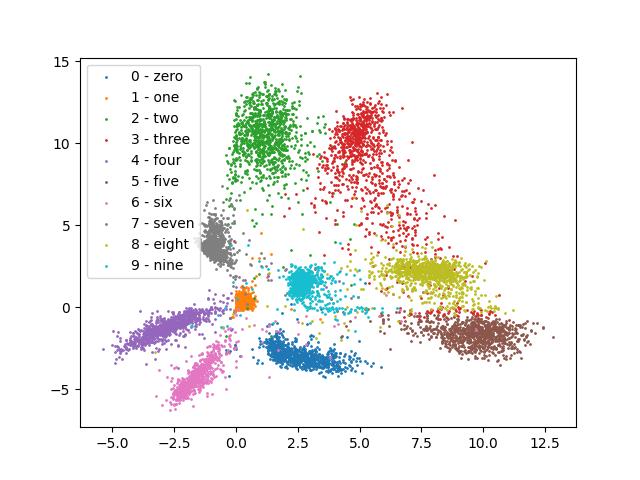 15
10
5
0
−5
0 - zero
1 - one
2 - two
3 - three
4 - four
5 - five
6 - six
7 - seven
8 - eight
9 - nine
−5.0 −2.5 0.0 2.5 5.0 7.5 10.0 12.5